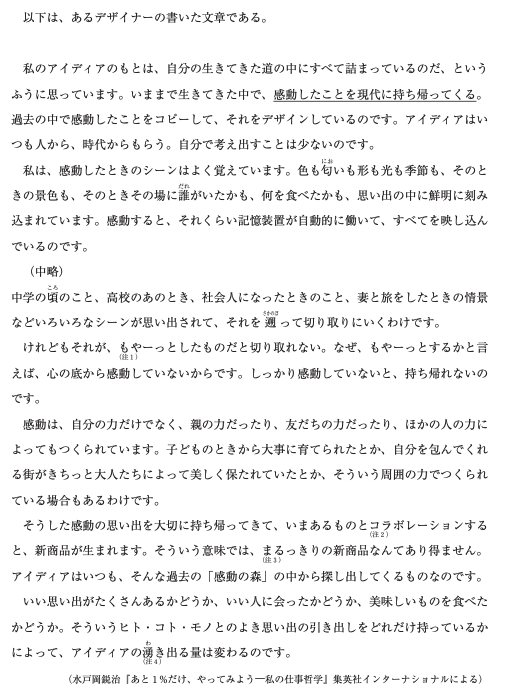 以下は、あるデザイナーの書いた文章である。
私のアイディアのもとは、自分の生きてきた道の中にすべて詰まっているのだ、という
ふうに思っています。いままで生きてきた中で、感動したことを現代に持ち帰ってくる。
過去の中で感動したことをコピーして、それをデザインしているのです。アイディアはい
つも人から、時代からもらう。自分で考え出すことは少ないのです。
私は、感動したときのシーンはよく覚えています。色も匂いも形も光も季節も、そのと
きの景色も、そのときその場に誰がいたかも、何を食べたかも、思い出の中に鮮明に刻み
込まれています。感動すると、それくらい記憶装置が自動的に働いて、すべてを映し込ん
でいるのです。
（中略）
中学の頃のこと、高校のあのとき、社会人になったときのこと、妻と旅をしたときの情景
などいろいろなシーンが思い出されて、それを遡って切り取りにいくわけです。
けれどもそれが、もやーっとしたものだと切り取れない。なぜ、もやーっとするかと言
（注１）
えば、心の底から感動していないからです。しっかり感動していないと、持ち帰れないの
です。
感動は、自分の力だけでなく、親の力だったり、友だちの力だったり、ほかの人の力に
よってもつくられています。子どものときから大事に育てられたとか、自分を包んでくれ
る街がきちっと大人たちによって美しく保たれていたとか、そういう周囲の力でつくられ
ている場合もあるわけです。
そうした感動の思い出を大切に持ち帰ってきて、いまあるものとコラボレーションする
（注２）
と、新商品が生まれます。そういう意味では、まるっきりの新商品なんてあり得ません。
（注３）
アイディアはいつも、そんな過去の「感動の森」の中から探し出してくるものなのです。
いい思い出がたくさんあるかどうか、いい人に会ったかどうか、美味しいものを食べた
かどうか。そういうヒト・コト・モノとのよき思い出の引き出しをどれだけ持っているか
によって、アイディアの湧き出る量は変わるのです。
（注４）
（水戸岡鋭治『あと１％だけ、やってみよう―私の仕事哲学』集英社インターナショナルによる）